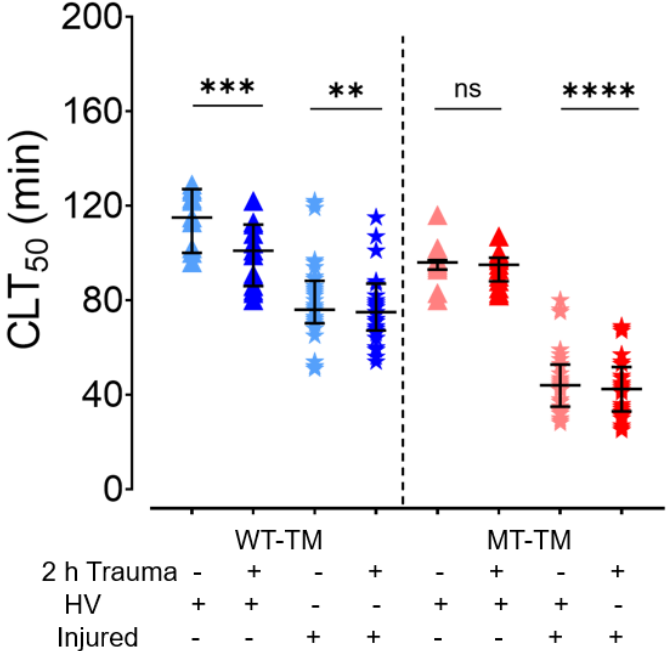 200
160
120
80
40
0
CLT50 (min)
*** ** ns ****
WT-TM MT-TM
2 h Trauma - + - + - + - +
HV + + - - + + + -
Injured - - + + - - + +